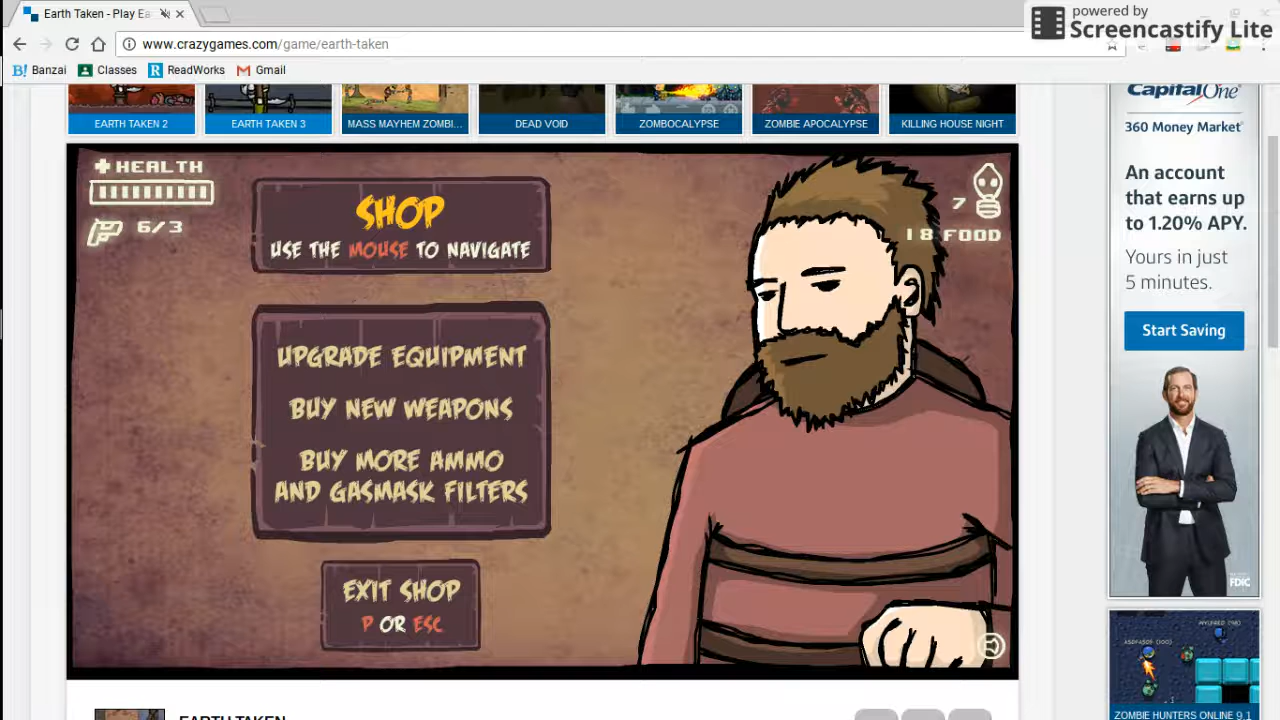 Earth Taken - Play Ea
powered by
Screencastify Lite
www.crazygames.com/game/earth-taken
B! Banzai
Classes
R ReadWorks
Gmail
EARTH TAKEN 2
EARTH TAKEN 3
MASS MAYHEM ZOMBI...
DEAD VOID
ZOMBOCALYPSE
ZOMBIE APOCALYPSE
KILLING HOUSE NIGHT
HEALTH
6/3
SHOP
USE THE MOUSE TO NAVIGATE
7
18 FOOD
UPGRADE EQUIPMENT
BUY NEW WEAPONS
BUY MORE AMMO
AND GASMASK FILTERS
EXIT SHOP
P OR ESC
EARTH TAKEN
Capital One
360 Money Market
An account
that earns up
to 1.20% APY.
Yours in just
5 minutes.
Start Saving
FDIC
ZOMBIE HUNTERS ONLINE 9.1